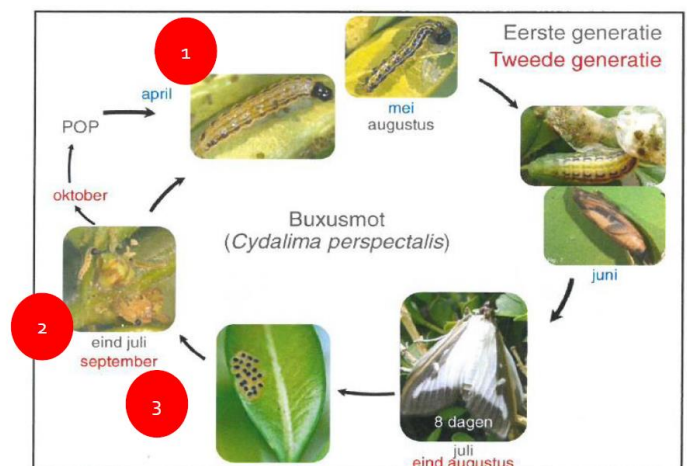 Eerste generatie
Tweede generatie
1
april
mei
augustus
POP
oktober
Buxusmot
(Cydalima perspectalis)
juni
2
eind juli
september
3
8 dagen
juli
eind augustus